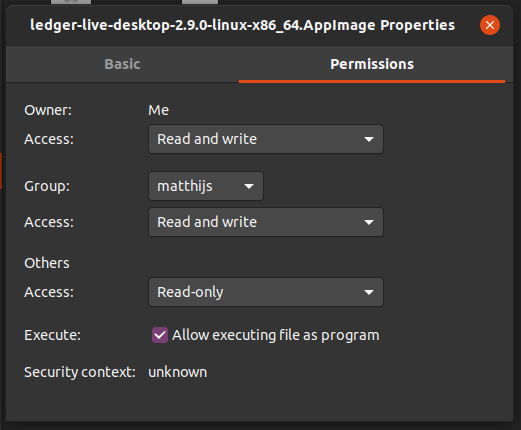 ledger-live-desktop-2.9.0-linux-x86_64.AppImage Properties
Basic Permissions
Owner: Me
Access: Read and write
Group: matthijs
Access: Read and write
Others
Access: Read-only
Execute: Allow executing file as program
Security context: unknown